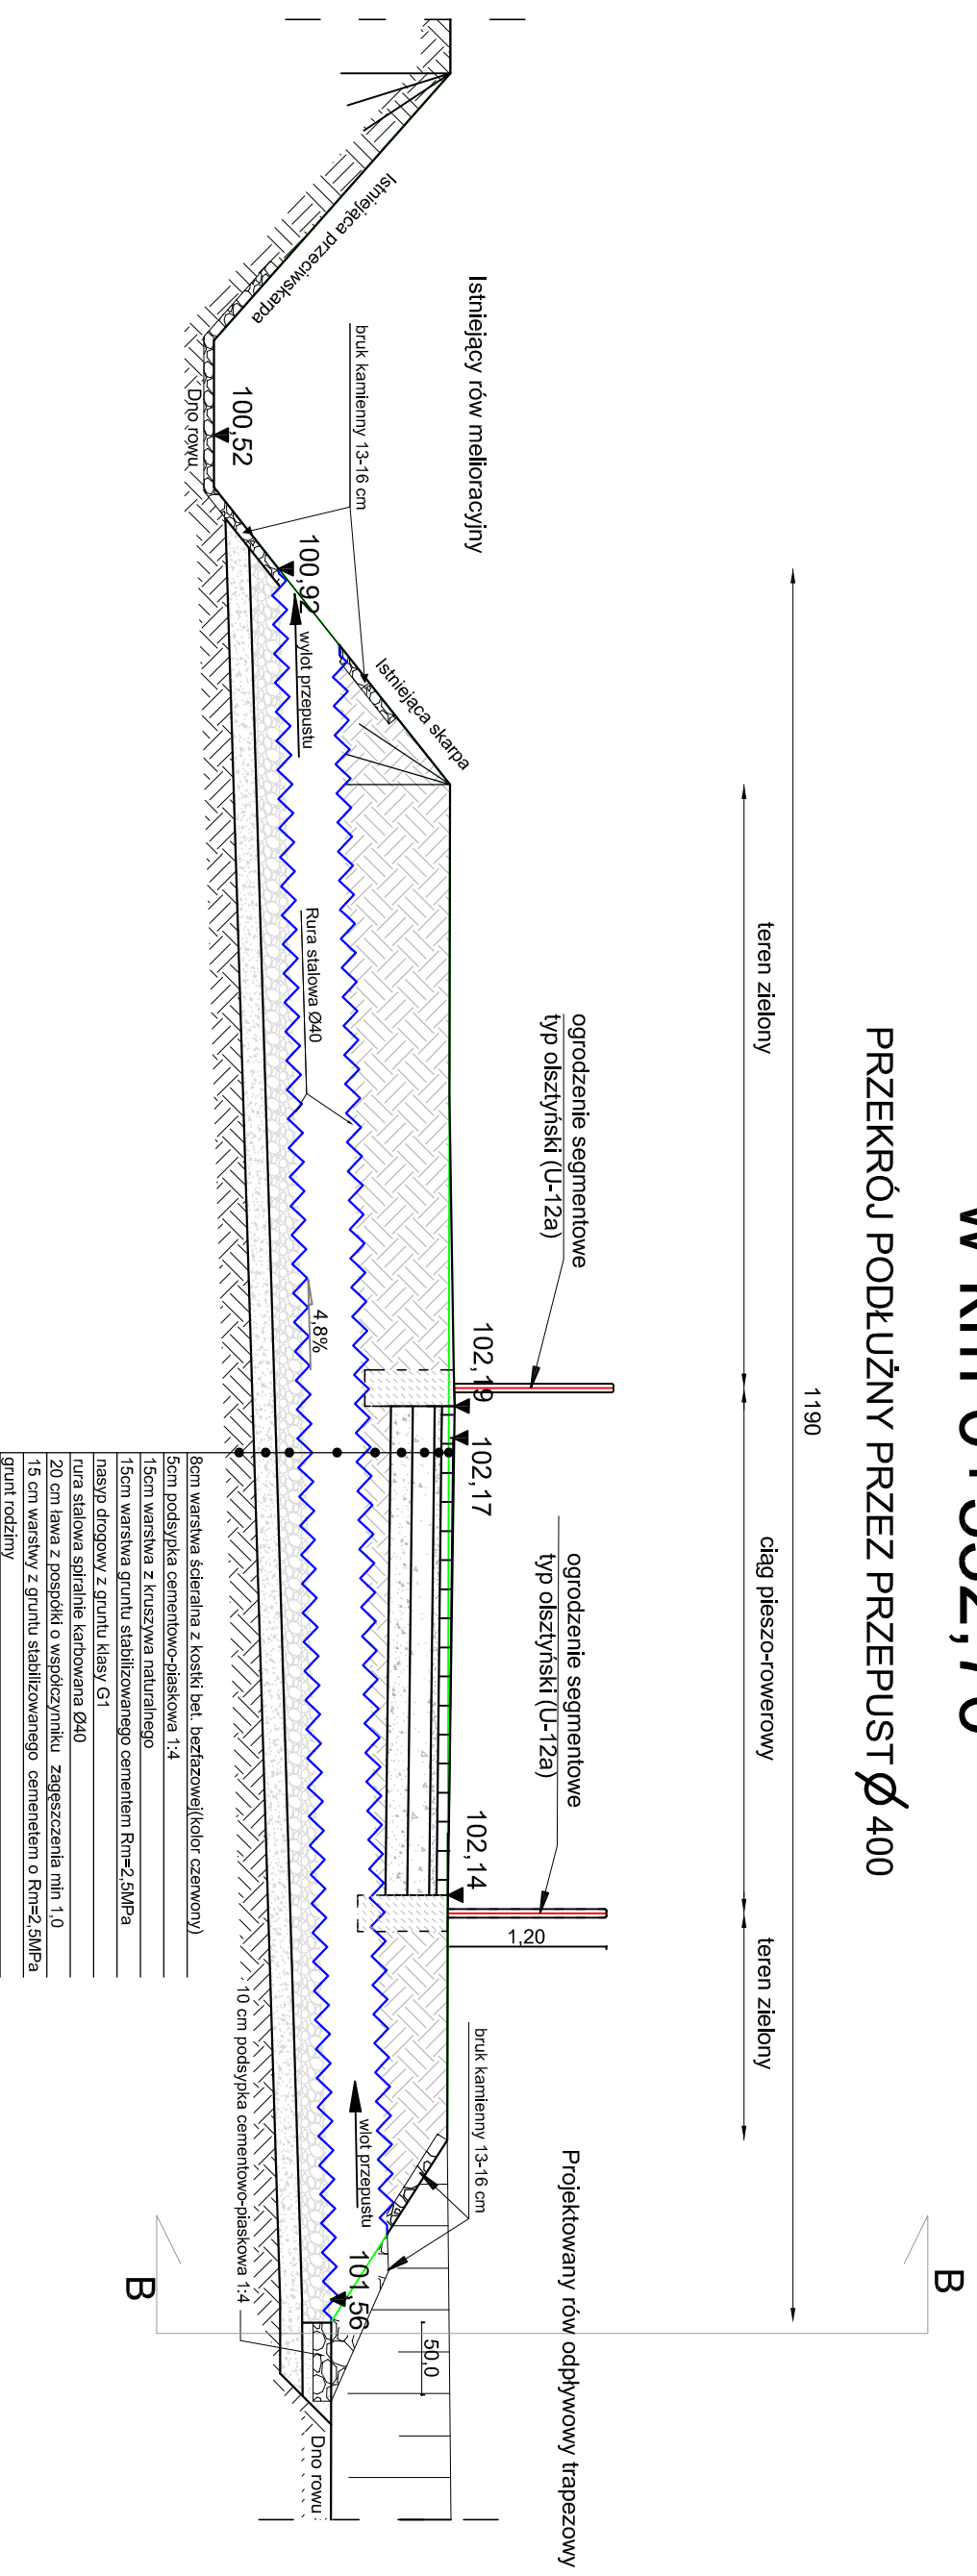 PRZEKRÓJ PODŁUŻNY PRZEZ PRZEPUST Ø 400
1190
teren zielony
ciąg pieszo-rowerowy
teren zielony
B
ogrodzenie segmentowe
typ olsztyński (U-12a)
ogrodzenie segmentowe
typ olsztyński (U-12a)
1,20
Projektowany rów odpływowy trapezowy
Istniejący rów melioracyjny
bruk kamienny 13-16 cm
Istniejąca przeciwskarpa
Istniejąca skarpa
102,19
102,17
102,14
bruk kamienny 13-16 cm
50,0
100,52
Dno rowu
100,92
wylot przepustu
Rura stalowa Ø40
4,8%
wlot przepustu
101,56
Dno rowu
10 cm podsypka cementowo-piaskowa 1:4
B
8cm warstwa ścieralna z kostki bet. bezfazowej(kolor czerwony)
5cm podsypka cementowo-piaskowa 1:4
15cm warstwa z kruszywa naturalnego
15cm warstwa gruntu stabilizowanego cementem Rm=2,5MPa
nasyp drogowy z gruntu klasy G1
rura stalowa spiralnie karbowana Ø40
20 cm ława z pospółki o współczynniku zagęszczenia min 1,0
15 cm warstwy z gruntu stabilizowanego cemenetem o Rm=2,5MPa
grunt rodzimy